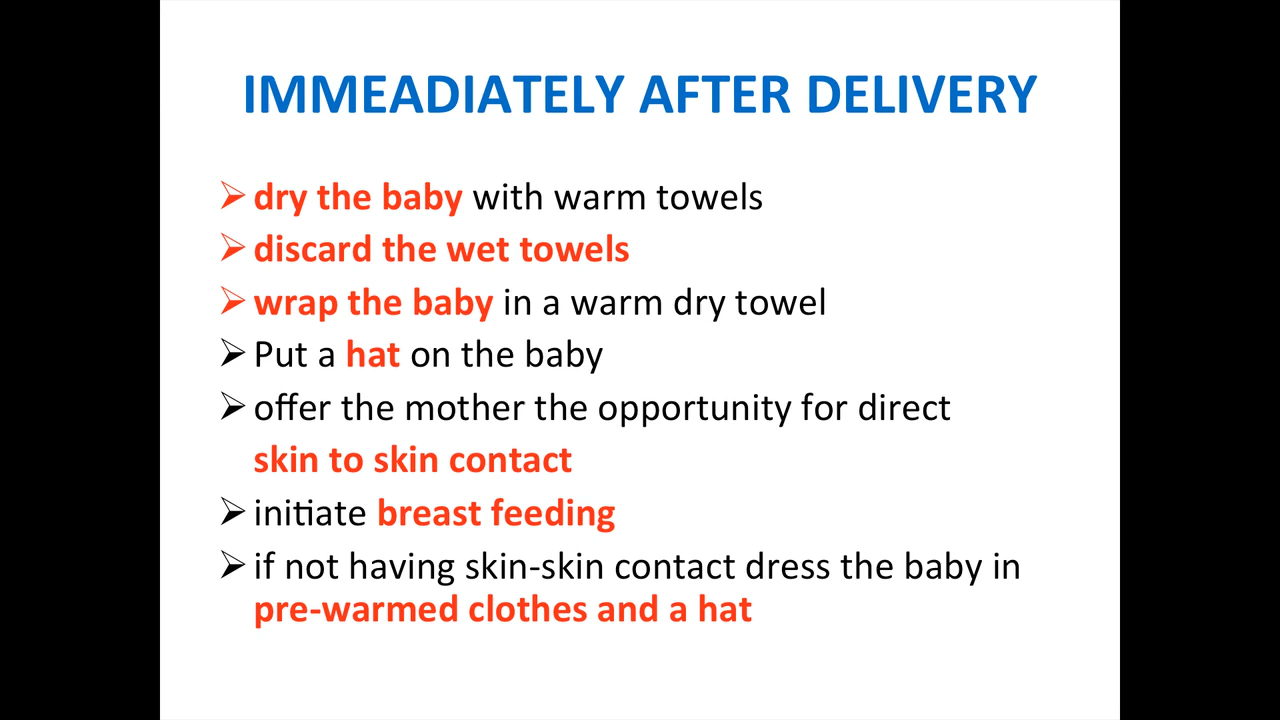 IMMEADIATELY AFTER DELIVERY
➢ dry the baby with warm towels
➢ discard the wet towels
➢ wrap the baby in a warm dry towel
➢ Put a hat on the baby
➢ offer the mother the opportunity for direct
skin to skin contact
➢ initiate breast feeding
➢ if not having skin-skin contact dress the baby in
pre-warmed clothes and a hat